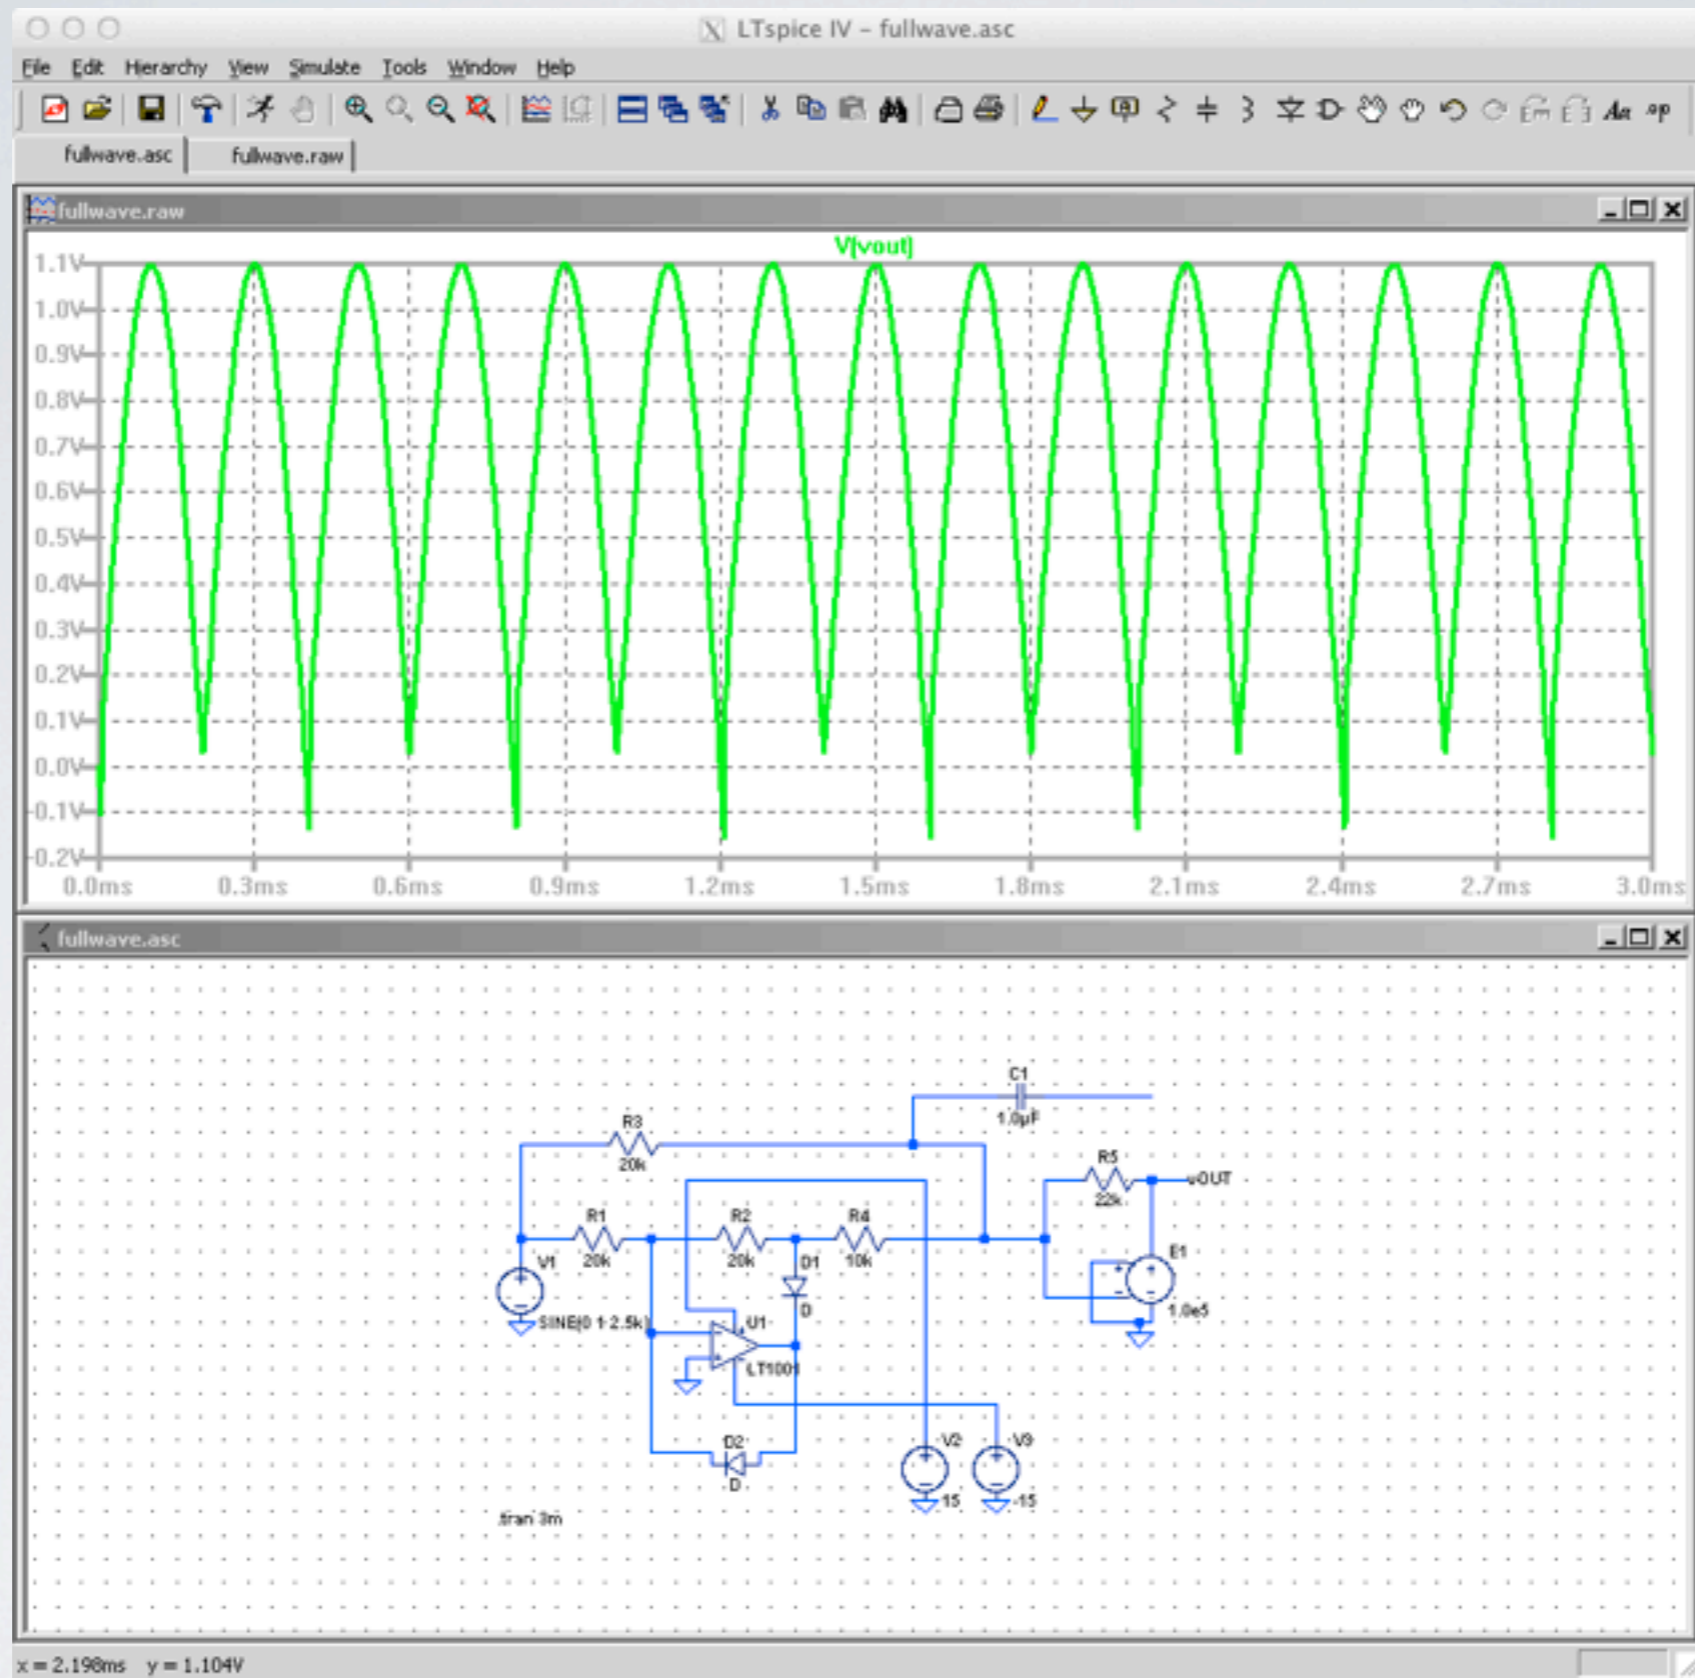 LTspice IV - fullwave.asc
File Edit Hierarchy View Simulate Tools Window Help
Aa .op
fullwave.asc fullwave.raw
fullwave.raw
V[vout]
1.1V
1.0V
0.9V
0.8V
0.7V
0.6V
0.5V
0.4V
0.3V
0.2V
0.1V
0.0V
-0.1V
-0.2V
0.0ms 0.3ms 0.6ms 0.9ms 1.2ms 1.5ms 1.8ms 2.1ms 2.4ms 2.7ms 3.0ms
fullwave.asc
C1
1.0µF
R3
20k
R5
22k
vOUT
R1 R2 R4
20k 20k 10k
V1
SINE(0 1 2.5k)
D1
D
E1
1.0e5
U1
LT1001
D2
D
V2 V3
15 -15
.tran 3m
x = 2.198ms y = 1.104V